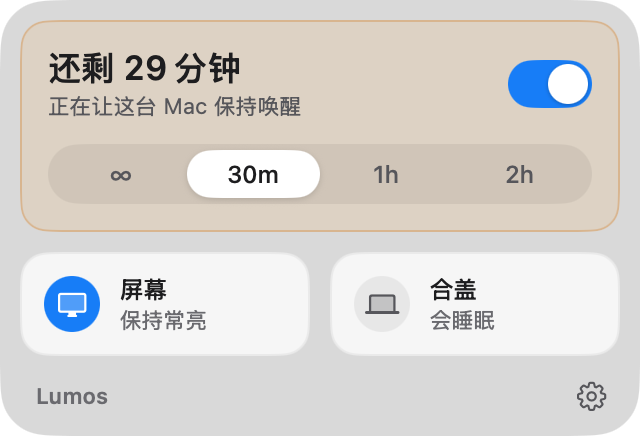 还剩 29 分钟
正在让这台 Mac 保持唤醒
∞ 30m 1h 2h
屏幕
保持常亮
合盖
会睡眠
Lumos